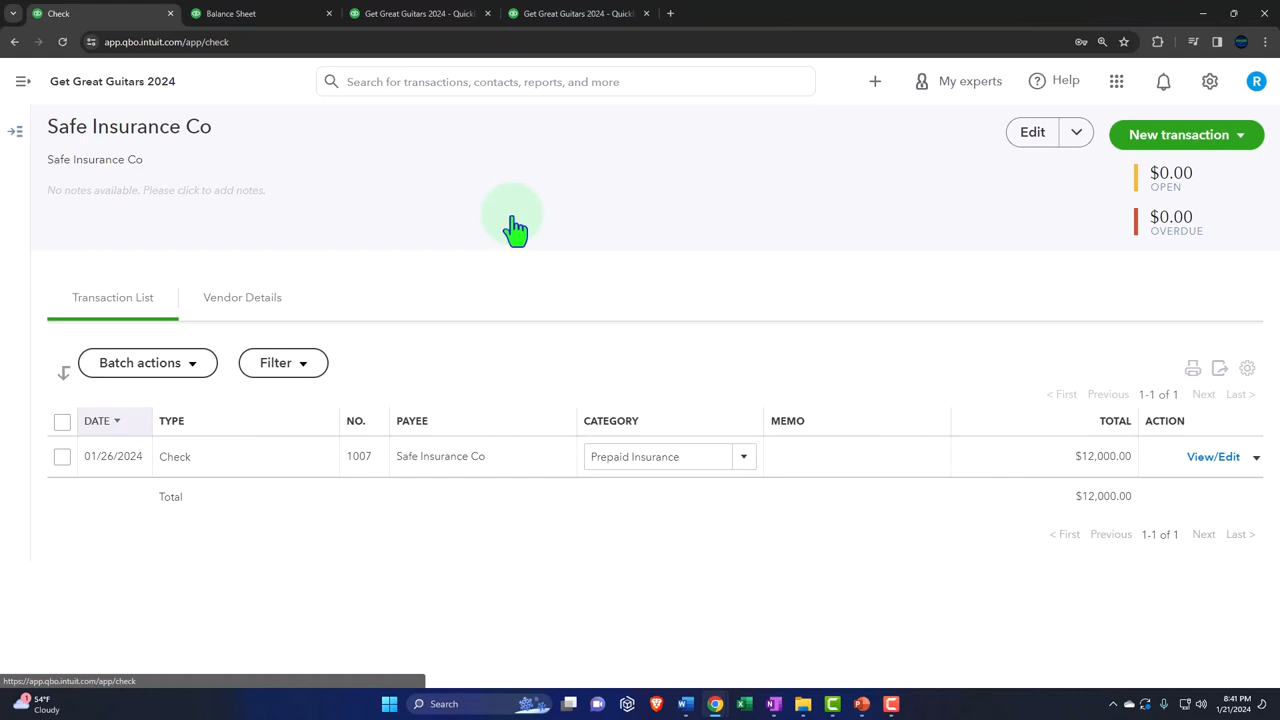 Check
Balance Sheet
Get Great Guitars 2024 - Quick
Get Great Guitars 2024 - Quick
app.qbo.intuit.com/app/check
Get Great Guitars 2024
Search for transactions, contacts, reports, and more
My experts
Help
R
Safe Insurance Co
Edit
New transaction
Safe Insurance Co
$0.00
OPEN
No notes available. Please click to add notes.
$0.00
OVERDUE
Transaction List
Vendor Details
Batch actions
Filter
< First Previous 1-1 of 1 Next Last >
DATE TYPE NO. PAYEE CATEGORY MEMO TOTAL ACTION
01/26/2024 Check 1007 Safe Insurance Co Prepaid Insurance $12,000.00 View/Edit
Total $12,000.00
< First Previous 1-1 of 1 Next Last >
https://app.qbo.intuit.com/app/check
54°F
Cloudy
Search
8:41 PM
1/21/2024